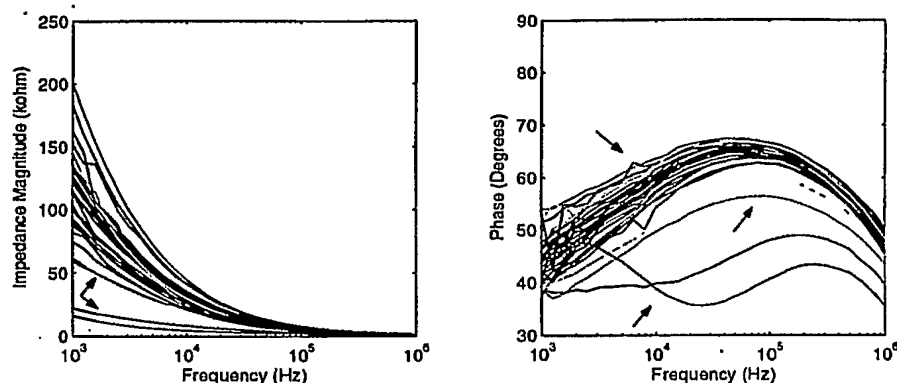 250
200
150
100
50
0
Impedance Magnitude (kohm)
10³ 10⁴ 10⁵ 10⁶
Frequency (Hz)
90
80
70
60
50
40
30
Phase (Degrees)
10³ 10⁴ 10⁵ 10⁶
Frequency (Hz)